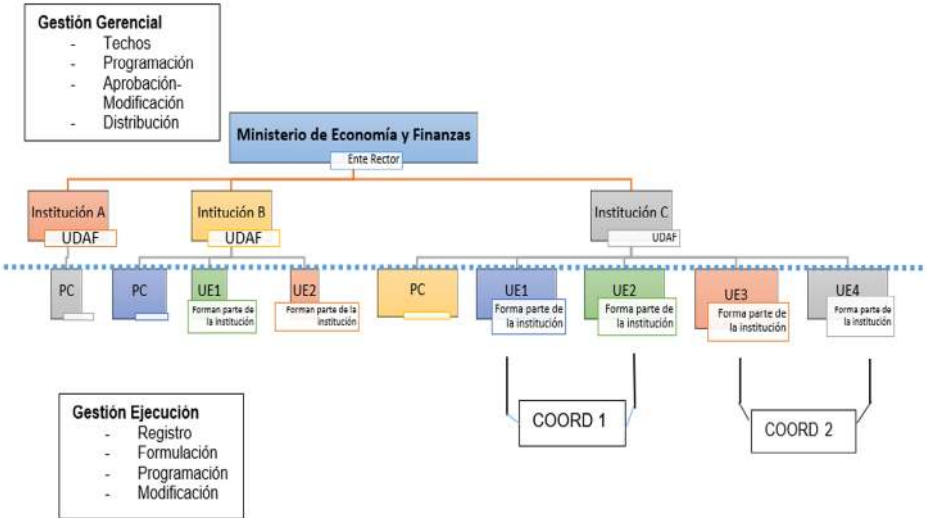 Gestión Gerencial
- Techos
- Programación
- Aprobación-
Modificación
- Distribución
Ministerio de Economía y Finanzas
Ente Rector
Institución A
UDAF
Intitución B
UDAF
Institución C
UDAF
PC
PC
UE1
Forman parte de
la institución
UE2
Forman parte de la
institución
PC
UE1
Forma parte de
la institución
UE2
Forma parte de
la institución
UE3
Forma parte de
la institución
UE4
Forma parte de
la institución
COORD 1
COORD 2
Gestión Ejecución
- Registro
- Formulación
- Programación
- Modificación